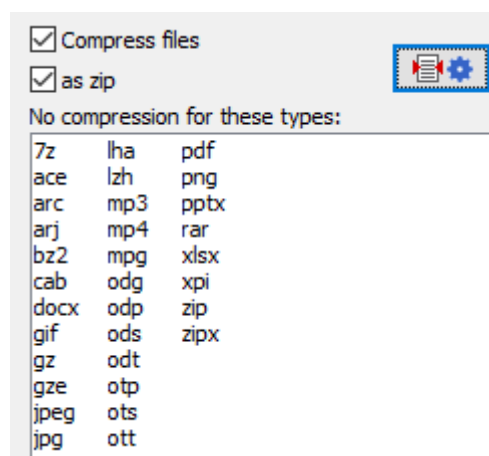 Compress files
as zip
No compression for these types:
7z lha pdf
ace lzh png
arc mp3 pptx
arj mp4 rar
bz2 mpg xlsx
cab odg xpi
docx odp zip
gif ods zipx
gz odt
gze otp
jpeg ots
jpg ott